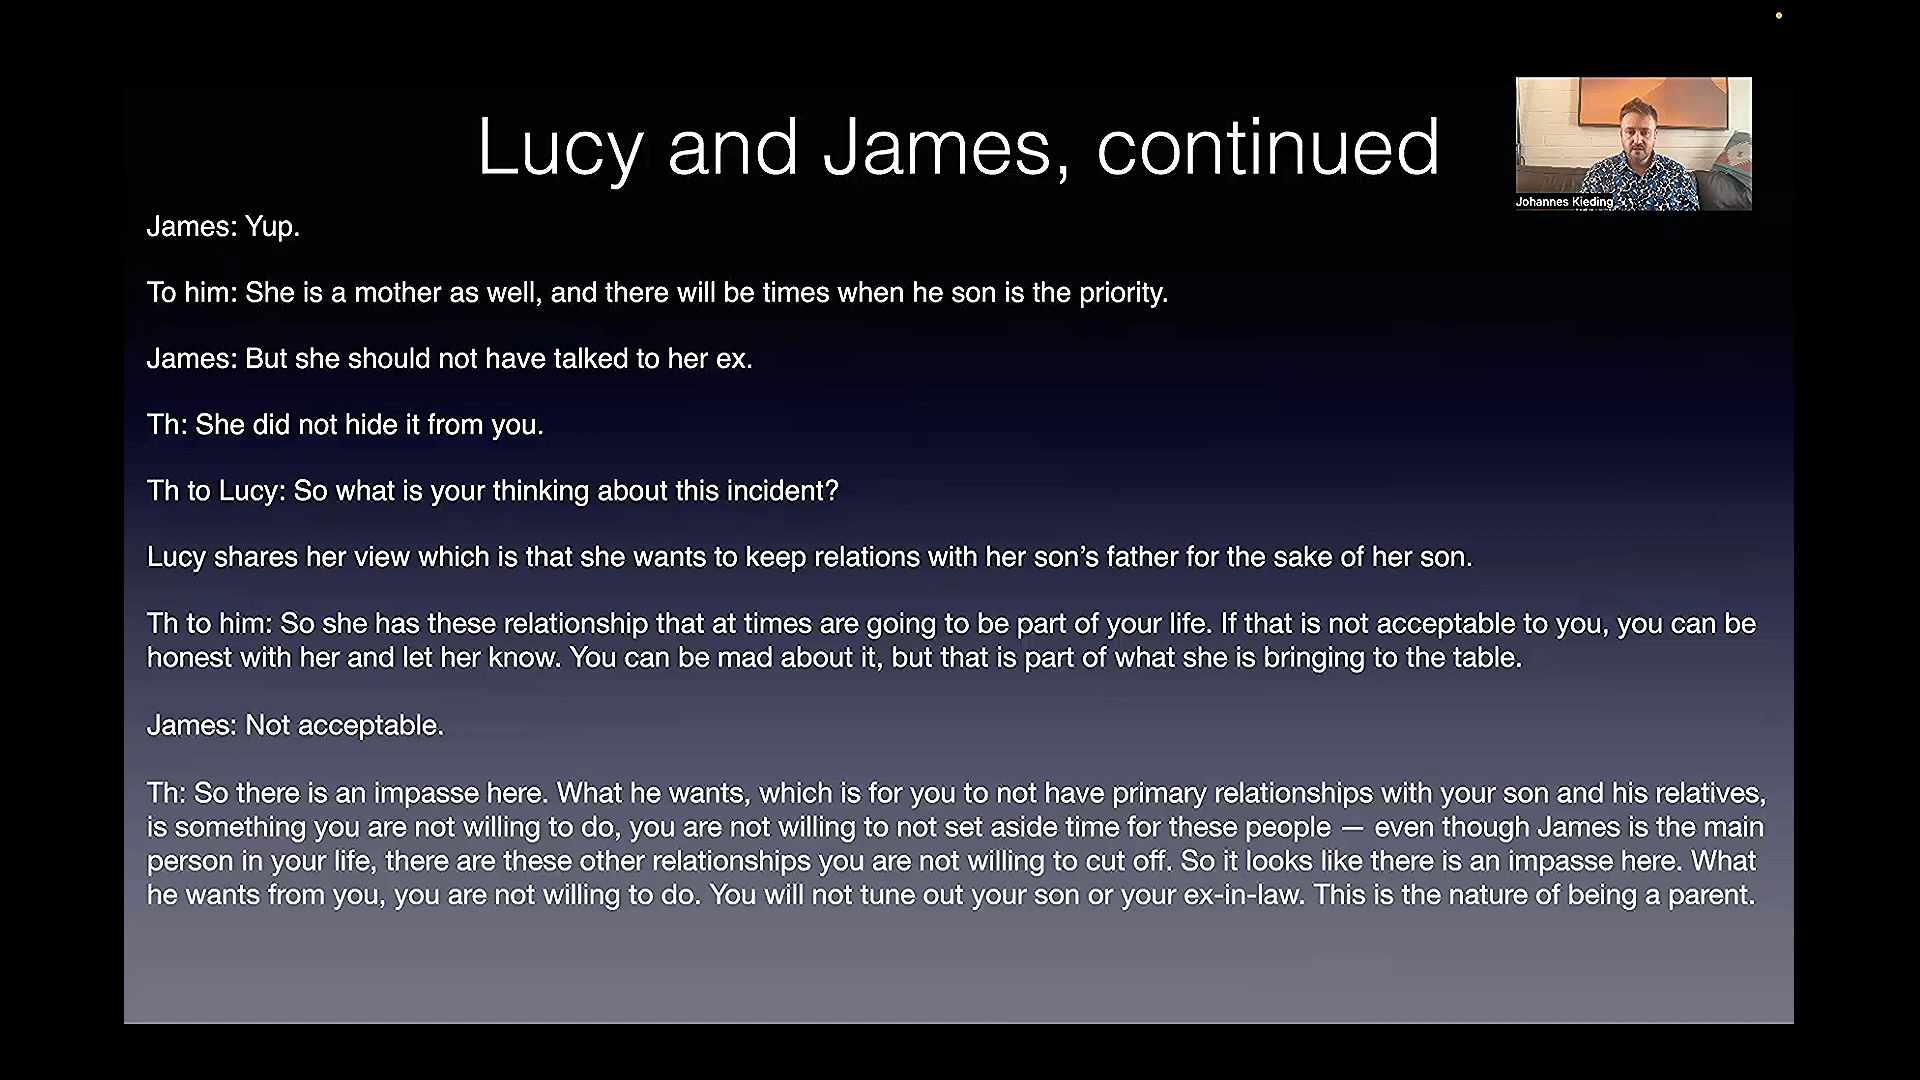 Lucy and James, continued
Johannes Kieding
James: Yup.
To him: She is a mother as well, and there will be times when he son is the priority.
James: But she should not have talked to her ex.
Th: She did not hide it from you.
Th to Lucy: So what is your thinking about this incident?
Lucy shares her view which is that she wants to keep relations with her son’s father for the sake of her son.
Th to him: So she has these relationship that at times are going to be part of your life. If that is not acceptable to you, you can be
honest with her and let her know. You can be mad about it, but that is part of what she is bringing to the table.
James: Not acceptable.
Th: So there is an impasse here. What he wants, which is for you to not have primary relationships with your son and his relatives,
is something you are not willing to do, you are not willing to not set aside time for these people — even though James is the main
person in your life, there are these other relationships you are not willing to cut off. So it looks like there is an impasse here. What
he wants from you, you are not willing to do. You will not tune out your son or your ex-in-law. This is the nature of being a parent.